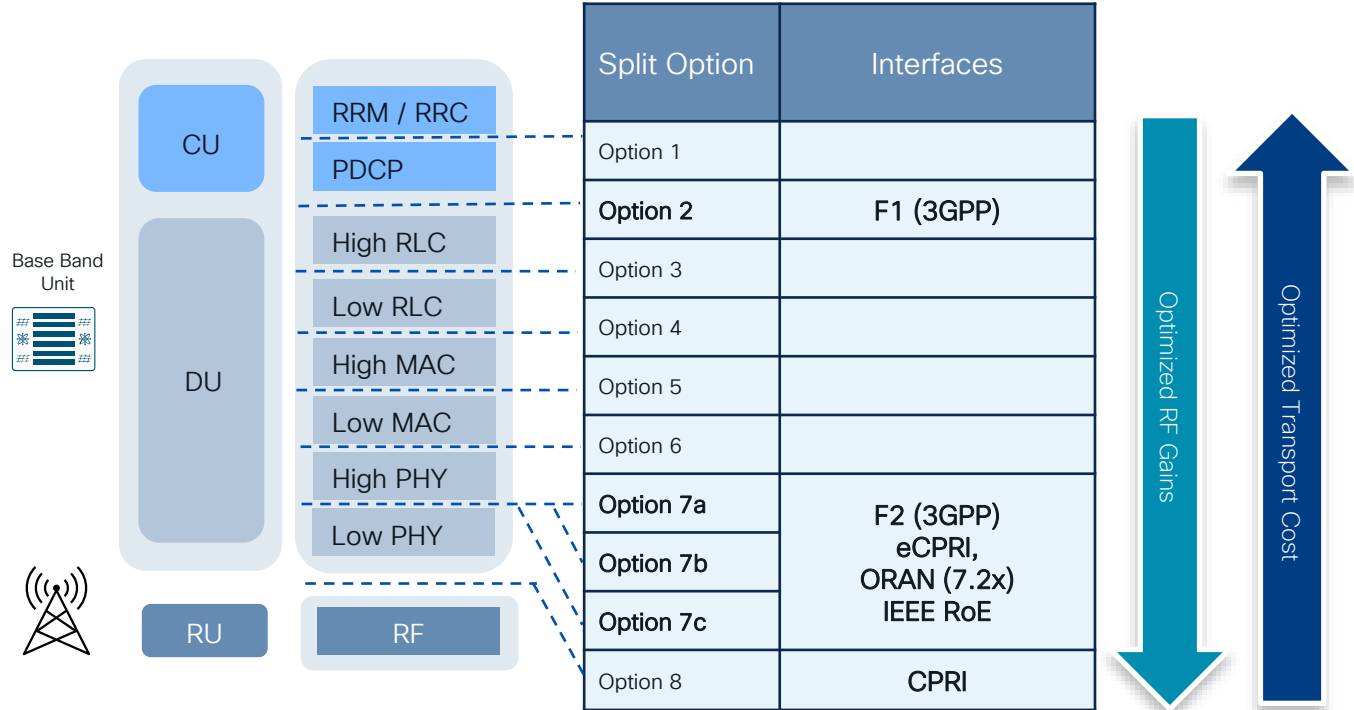 Base Band
Unit
CU
DU
RU
RRM / RRC
PDCP
High RLC
Low RLC
High MAC
Low MAC
High PHY
Low PHY
RF
Split Option
Interfaces
Option 1
Option 2
F1 (3GPP)
Option 3
Option 4
Option 5
Option 6
Option 7a
Option 7b
Option 7c
F2 (3GPP)
eCPRI,
ORAN (7.2x)
IEEE RoE
Option 8
CPRI
Optimized RF Gains
Optimized Transport Cost